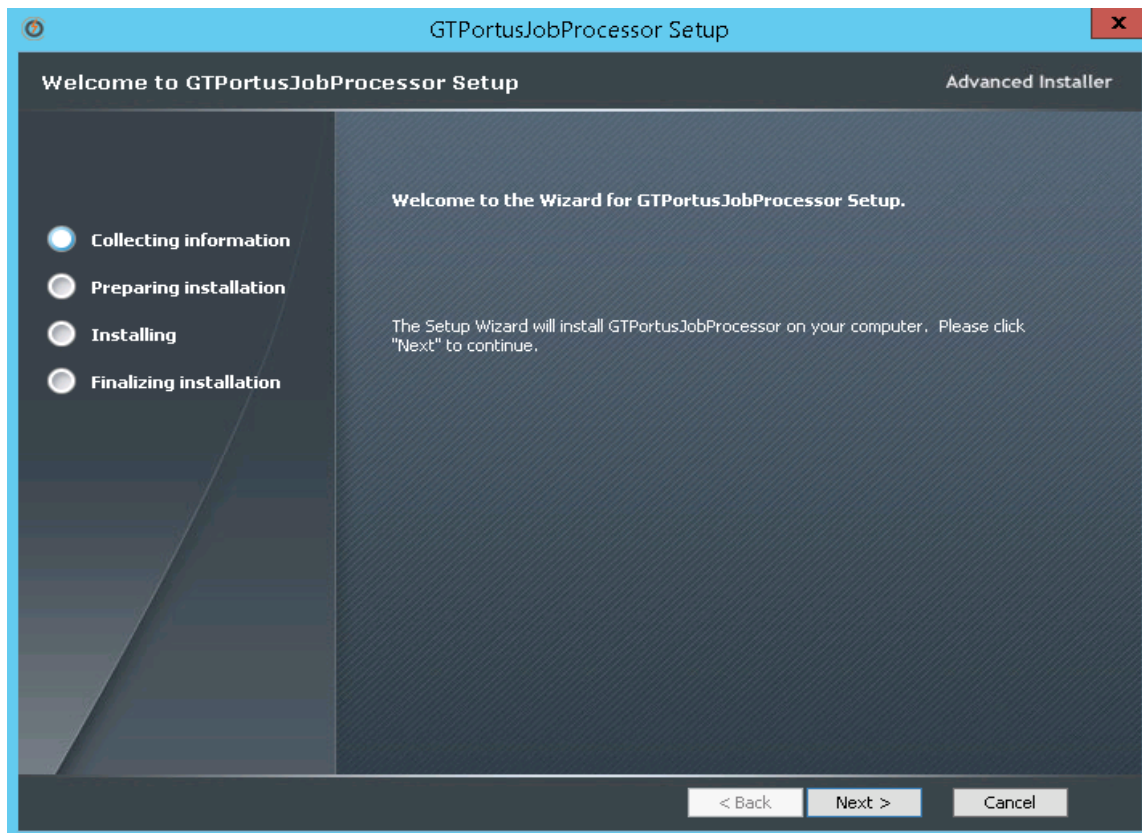 GTPortusJobProcessor Setup
x
Welcome to GTPortusJobProcessor Setup
Advanced Installer
Welcome to the Wizard for GTPortusJobProcessor Setup.
Collecting information
Preparing installation
Installing
Finalizing installation
The Setup Wizard will install GTPortusJobProcessor on your computer.  Please click
"Next" to continue.
< Back
Next >
Cancel